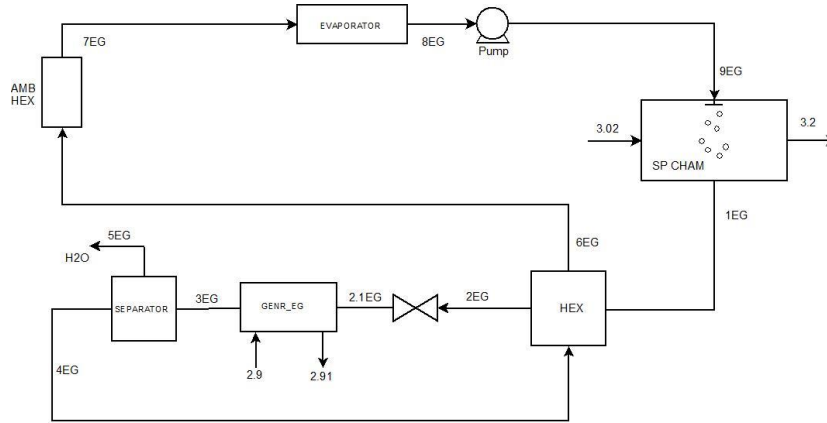 EVAPORATOR
7EG
8EG
Pump
9EG
AMB
HEX
3.02
3.2
SP CHAM
1EG
5EG
H2O
6EG
SEPARATOR
3EG
GENR_EG
2.1EG
2EG
HEX
4EG
2.9
2.91